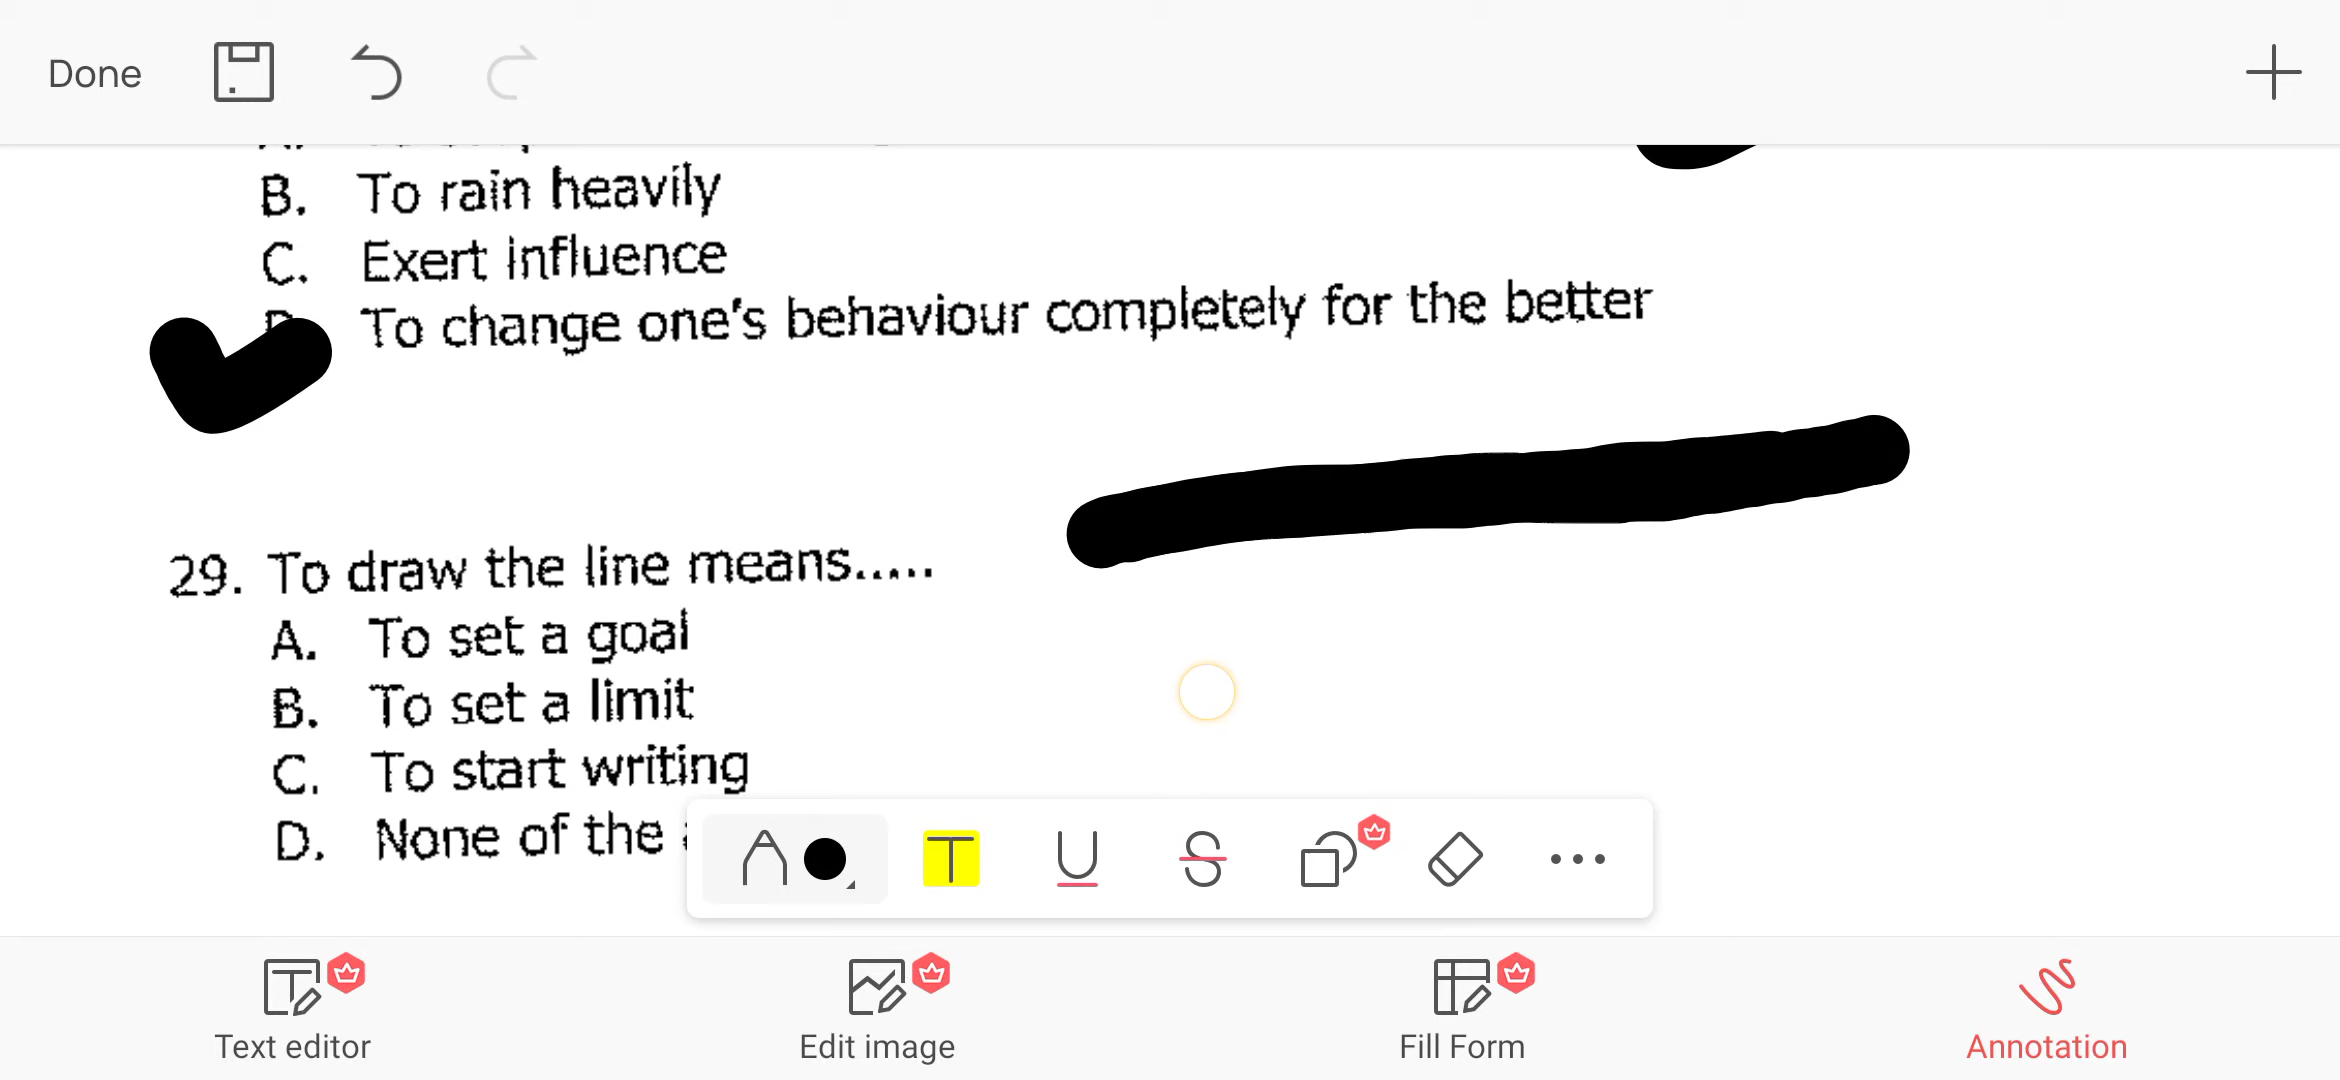 Done
B. To rain heavily
C. Exert influence
To change one's behaviour completely for the better
29. To draw the line means.....
A. To set a goal
B. To set a limit
C. To start writing
D. None of the
Text editor
Edit image
Fill Form
Annotation